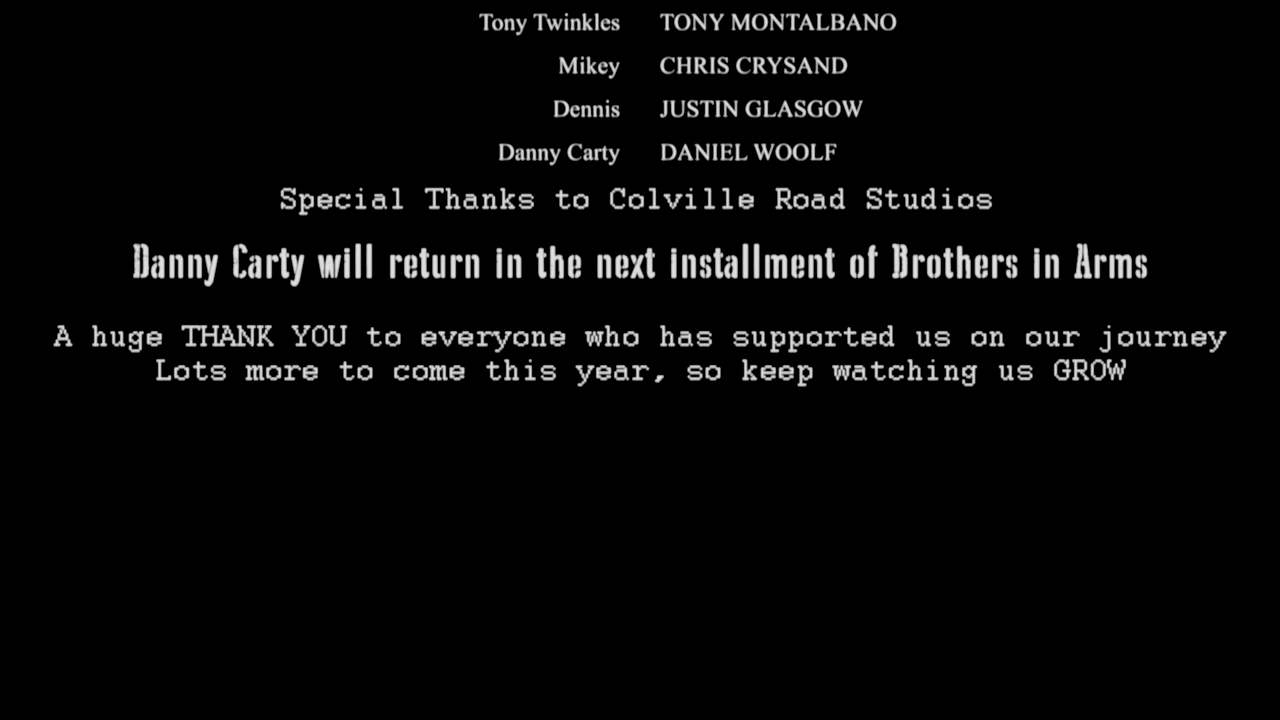 Tony Twinkles TONY MONTALBANO
Mikey CHRIS CRYSAND
Dennis JUSTIN GLASGOW
Danny Carty DANIEL WOOLF
Special Thanks to Colville Road Studios
Danny Carty will return in the next installment of Brothers in Arms
A huge THANK YOU to everyone who has supported us on our journey
Lots more to come this year, so keep watching us GROW